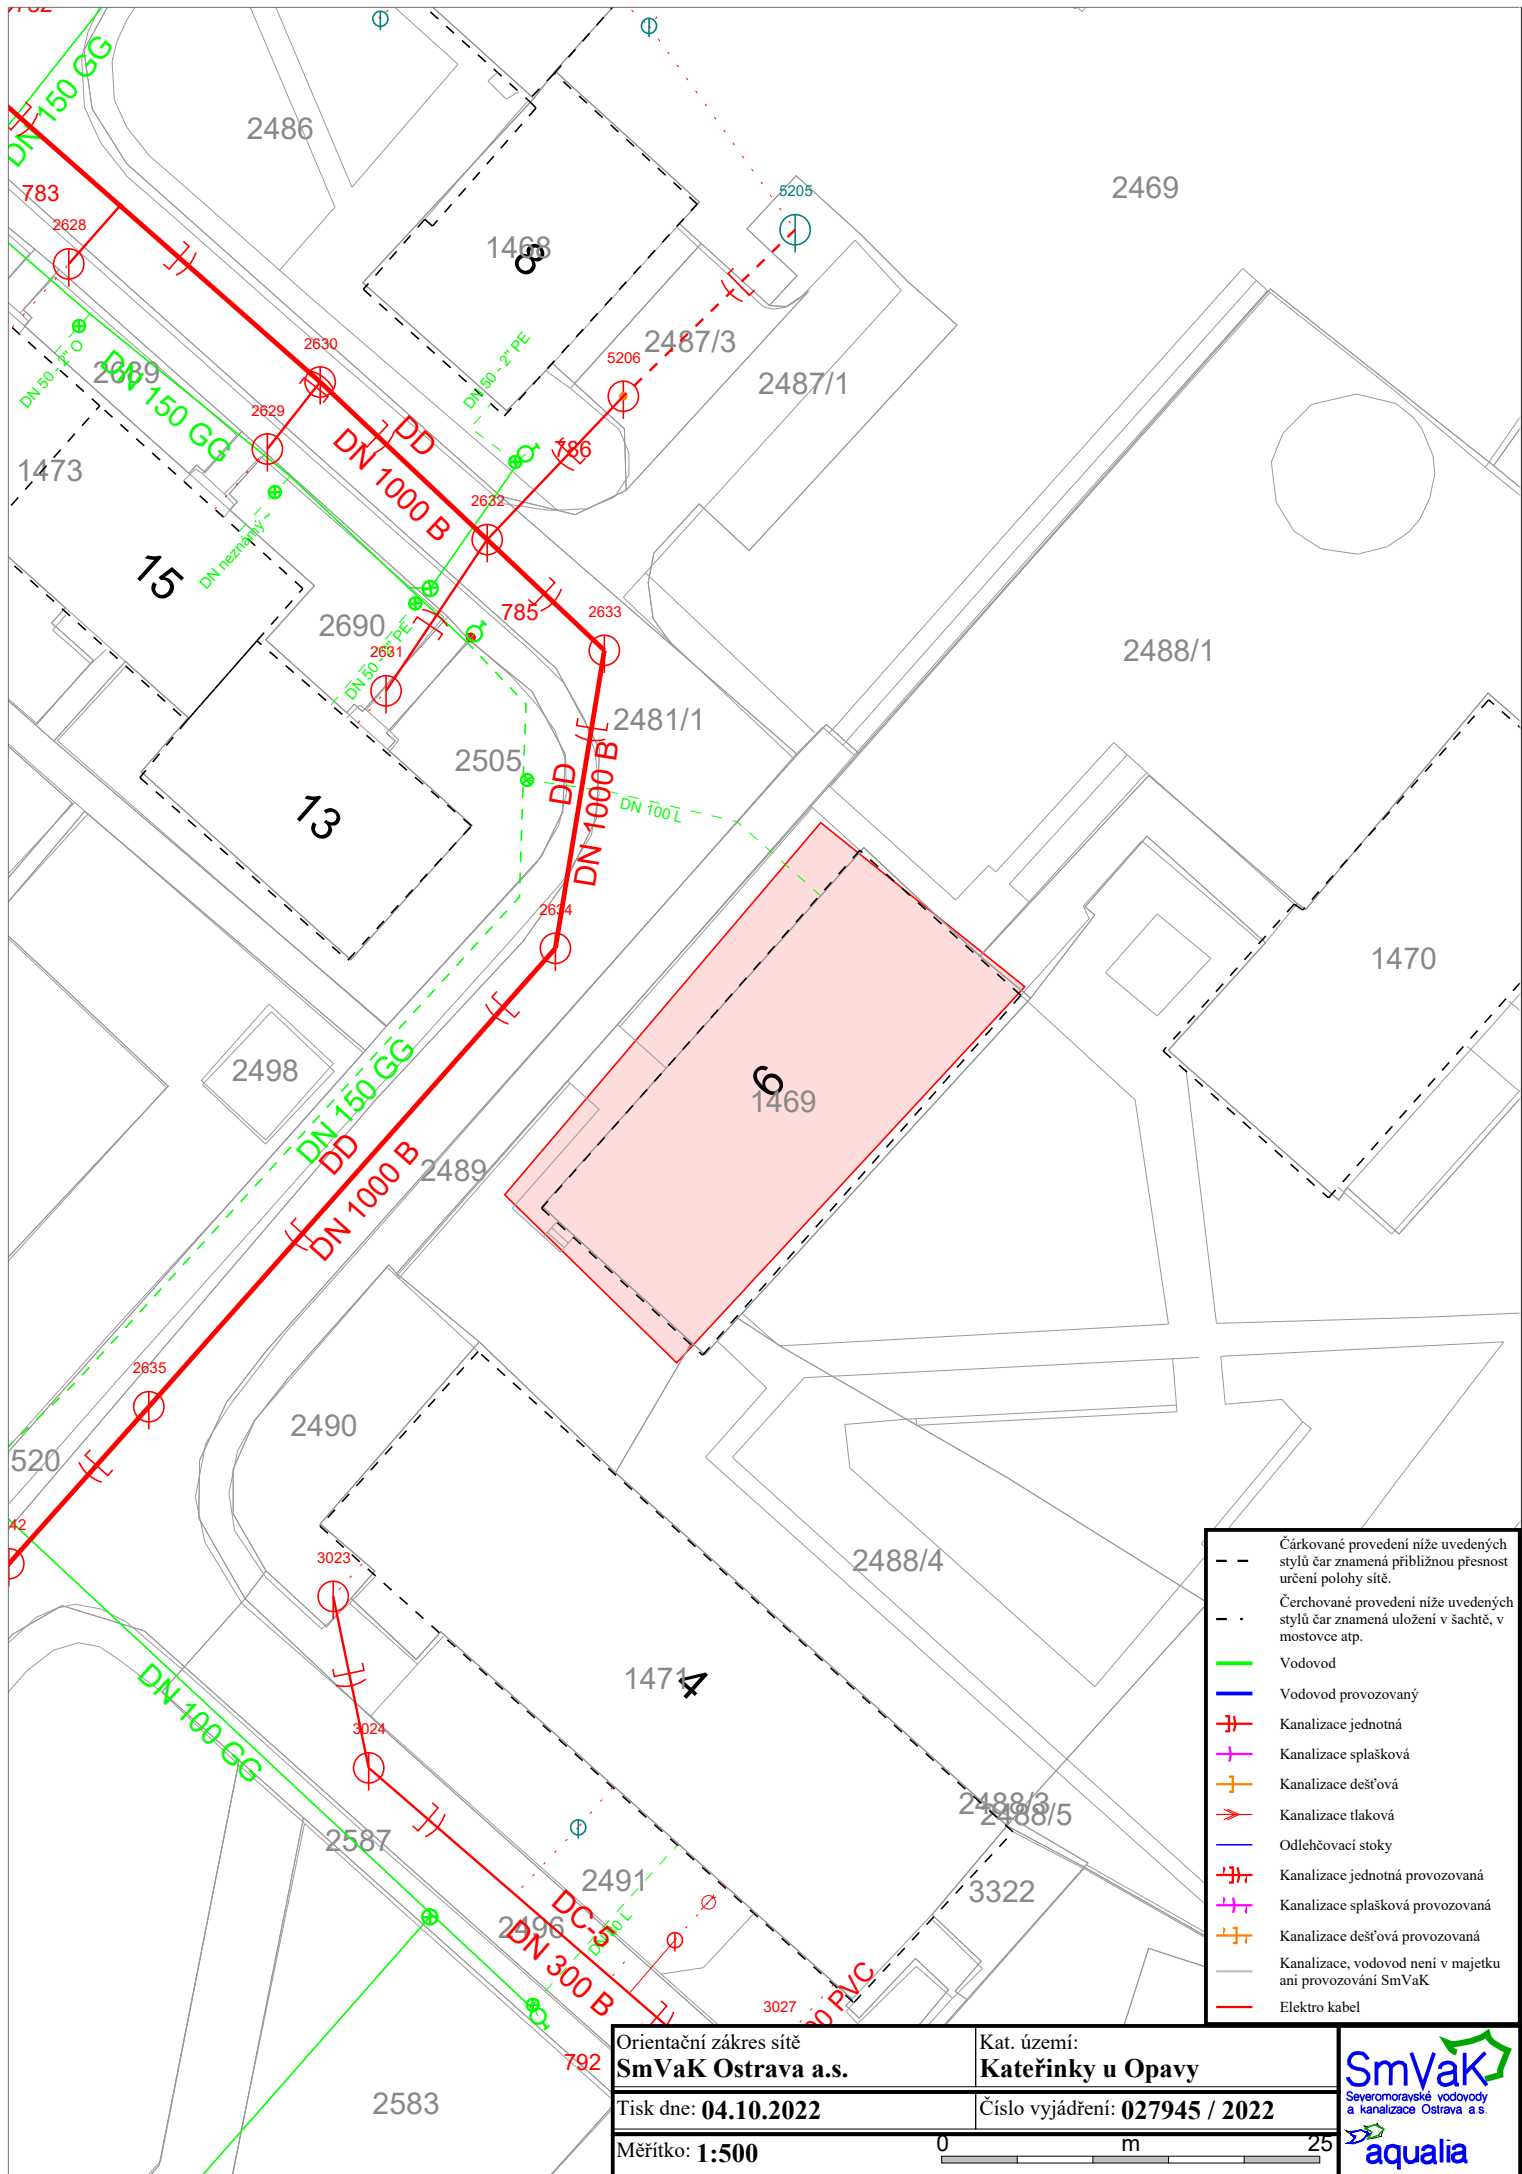 DN 150 GG
2486
783
2628
1468
8
5205
2469
2630
2629
DN 50 - 2" O
2689
DN 150 GG
DN 50 - 2" PE
5206
2487/3
2487/1
DD
DN 1000 B
786
2632
1473
15
DN neznámý -
2690
785
2633
2631
2488/1
2481/1
2505
DD
DN 1000 B
DN 100 L
13
2634
1470
2498
DN 150 GG
DD
DN 1000 B
2489
6
1469
2635
2490
520
42
3023
2488/4
1471
4
DN 100 GG
3024
2488/3
2488/5
2587
2491
2496
DC-5
DN 300 B
3322
3027
792
2583
Čárkované provedení níže uvedených
stylů čar znamená přibližnou přesnost
určení polohy sítě.
Čerchované provedení níže uvedených
stylů čar znamená uložení v šachtě, v
mostovce atp.
Vodovod
Vodovod provozovaný
Kanalizace jednotná
Kanalizace splašková
Kanalizace dešťová
Kanalizace tlaková
Odlehčovací stoky
Kanalizace jednotná provozovaná
Kanalizace splašková provozovaná
Kanalizace dešťová provozovaná
Kanalizace, vodovod není v majetku
ani provozování SmVaK
Elektro kabel
Orientační zákres sítě
SmVaK Ostrava a.s.
Kat. území:
Kateřinky u Opavy
Tisk dne: 04.10.2022
Číslo vyjádření: 027945 / 2022
Měřítko: 1:500
0 m 25
SmVaK
Severomoravské vodovody
a kanalizace Ostrava a.s.
aqualia